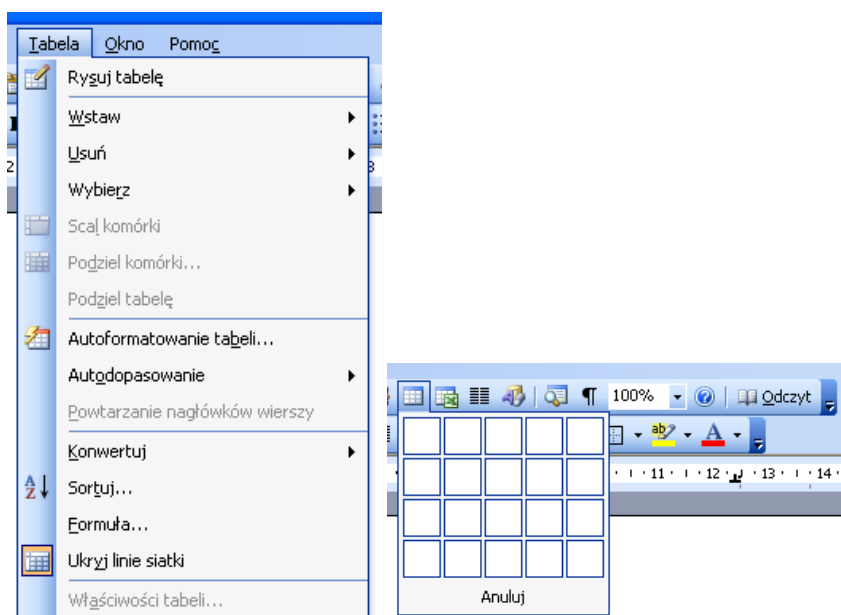 Tabela Okno Pomoc
Rysuj tabelę
Wstaw
Usuń
Wybierz
Scal komórki
Podziel komórki...
Podziel tabelę
Autoformatowanie tabeli...
Autodopasowanie
Powtarzanie nagłówków wierszy
Konwertuj
Sortuj...
Formuła...
Ukryj linie siatki
Właściwości tabeli...
100% Odczyt
11 12 13 14
Anuluj